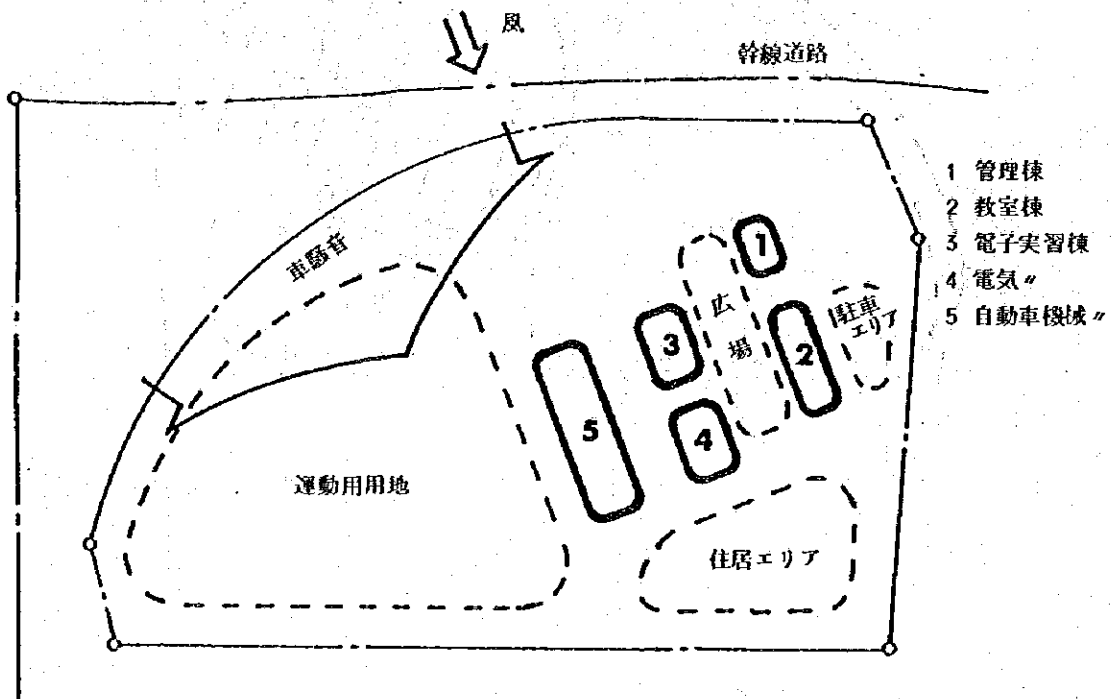 風
幹線道路
車騒音
1 管理棟
2 教室棟
3 電子実習棟
4 電気〃
5 自動車機械〃
1
広場
駐車
エリア
3
2
5
4
運動用用地
住居エリア